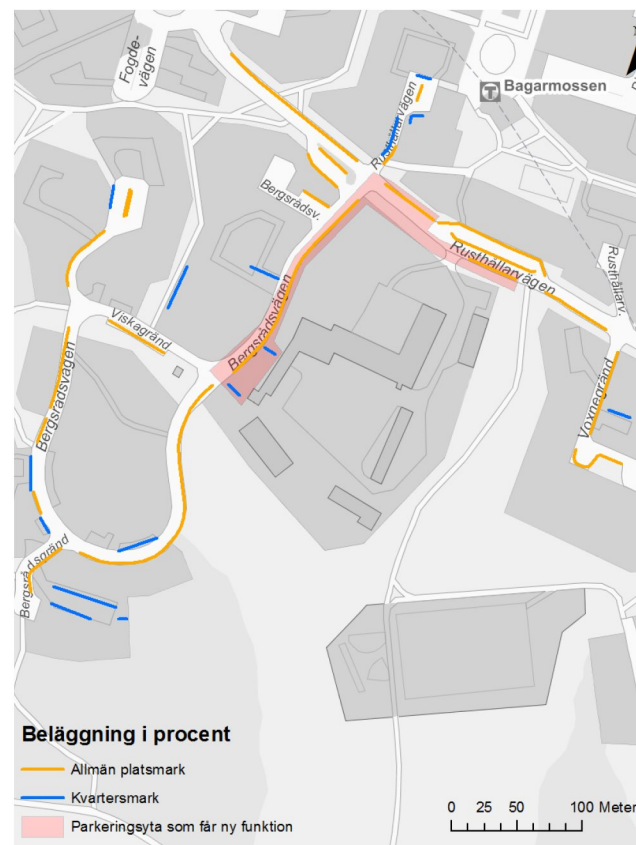 Fogde-
vägen
Bagarmossen
Rusthållarvägen
Bergsrådsv.
Rusthållarvägen
Rusthållarv.
Viskagränd
Bergsrådsvägen
Bergsrådsvägen
Voxnegränd
Bergsrådsgränd
Beläggning i procent
Allmän platsmark
Kvartersmark
Parkeringsyta som får ny funktion
0 25 50 100 Meter